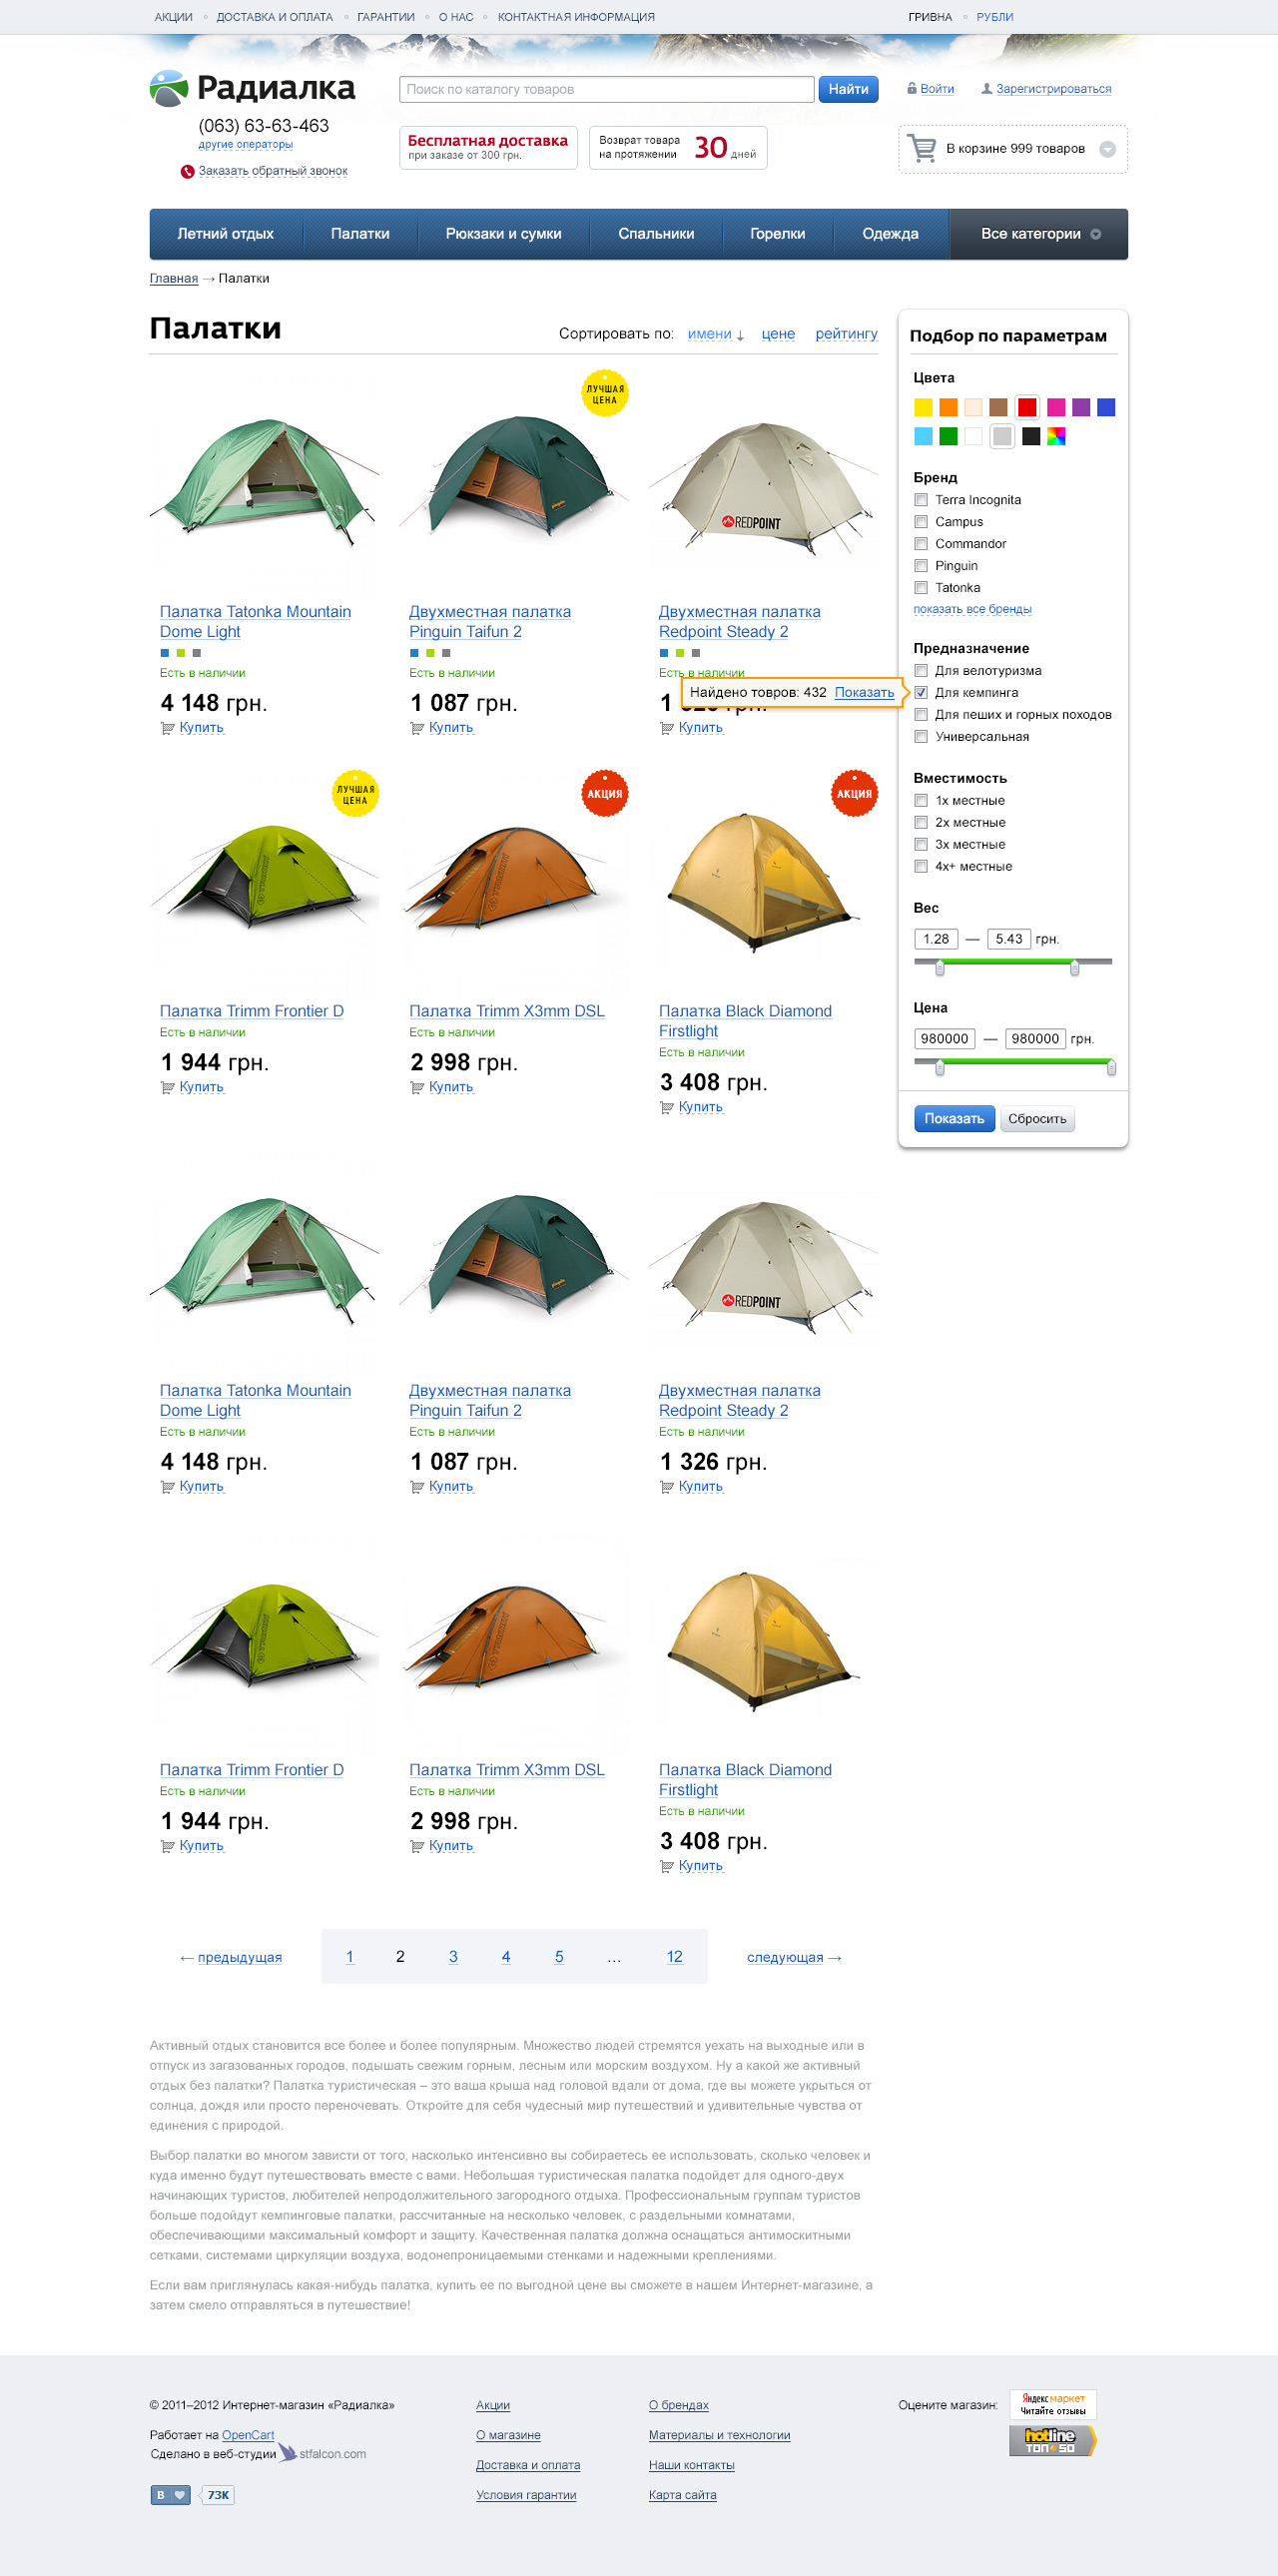 АКЦИИ ДОСТАВКА И ОПЛАТА ГАРАНТИИ О НАС КОНТАКТНАЯ ИНФОРМАЦИЯ ГРИВНА РУБЛИ
Радиалка
Поиск по каталогу товаров Найти Войти Зарегистрироваться
(063) 63-63-463
другие операторы
Заказать обратный звонок
Бесплатная доставка
при заказе от 300 грн.
Возврат товара
на протяжении 30 дней
В корзине 999 товаров
Летний отдых Палатки Рюкзаки и сумки Спальники Горелки Одежда Все категории
Главная → Палатки
Палатки
Сортировать по: имени ↓ цене рейтингу
ЛУЧШАЯ
ЦЕНА
REDPOINT
Палатка Tatonka Mountain
Dome Light
Есть в наличии
4 148 грн.
Купить
Двухместная палатка
Pinguin Taifun 2
Есть в наличии
1 087 грн.
Купить
Двухместная палатка
Redpoint Steady 2
Есть в наличии
Купить
Найдено товров: 432 Показать
ЛУЧШАЯ
ЦЕНА
АКЦИЯ
АКЦИЯ
Палатка Trimm Frontier D
Есть в наличии
1 944 грн.
Купить
Палатка Trimm X3mm DSL
Есть в наличии
2 998 грн.
Купить
Палатка Black Diamond
Firstlight
Есть в наличии
3 408 грн.
Купить
REDPOINT
Палатка Tatonka Mountain
Dome Light
Есть в наличии
4 148 грн.
Купить
Двухместная палатка
Pinguin Taifun 2
Есть в наличии
1 087 грн.
Купить
Двухместная палатка
Redpoint Steady 2
Есть в наличии
1 326 грн.
Купить
Палатка Trimm Frontier D
Есть в наличии
1 944 грн.
Купить
Палатка Trimm X3mm DSL
Есть в наличии
2 998 грн.
Купить
Палатка Black Diamond
Firstlight
Есть в наличии
3 408 грн.
Купить
Подбор по параметрам
Цвета
Бренд
Terra Incognita
Campus
Commandor
Pinguin
Tatonka
показать все бренды
Предназначение
Для велотуризма
Для кемпинга
Для пеших и горных походов
Универсальная
Вместимость
1х местные
2х местные
3х местные
4х+ местные
Вес
1.28 — 5.43 грн.
Цена
980000 — 980000 грн.
Показать Сбросить
← предыдущая 1 2 3 4 5 ... 12 следующая →
Активный отдых становится все более и более популярным. Множество людей стремятся уехать на выходные или в
отпуск из загазованных городов, подышать свежим горным, лесным или морским воздухом. Ну а какой же активный
отдых без палатки? Палатка туристическая – это ваша крыша над головой вдали от дома, где вы можете укрыться от
солнца, дождя или просто переночевать. Откройте для себя чудесный мир путешествий и удивительные чувства от
единения с природой.
Выбор палатки во многом зависти от того, насколько интенсивно вы собираетесь ее использовать, сколько человек и
куда именно будут путешествовать вместе с вами. Небольшая туристическая палатка подойдет для одного-двух
начинающих туристов, любителей непродолжительного загородного отдыха. Профессиональным группам туристов
больше подойдут кемпинговые палатки, рассчитанные на несколько человек, с раздельными комнатами,
обеспечивающими максимальный комфорт и защиту. Качественная палатка должна оснащаться антимоскитными
сетками, системами циркуляции воздуха, водонепроницаемыми стенками и надежными креплениями.
Если вам приглянулась какая-нибудь палатка, купить ее по выгодной цене вы сможете в нашем Интернет-магазине, а
затем смело отправляться в путешествие!
© 2011–2012 Интернет-магазин «Радиалка»
Работает на OpenCart
Сделано в веб-студии stfalcon.com
В 73K
Акции
О магазине
Доставка и оплата
Условия гарантии
О брендах
Материалы и технологии
Наши контакты
Карта сайта
Оцените магазин:
Яндекс маркет
Читайте отзывы
hotline
ТОП-50